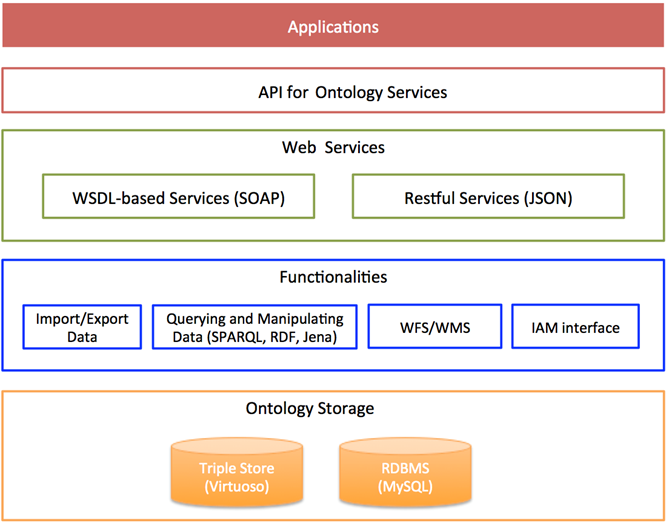 Applications
API for Ontology Services
Web Services
WSDL-based Services (SOAP)
Restful Services (JSON)
Functionalities
Import/Export
Data
Querying and Manipulating
Data (SPARQL, RDF, Jena)
WFS/WMS
IAM interface
Ontology Storage
Triple Store
(Virtuoso)
RDBMS
(MySQL)